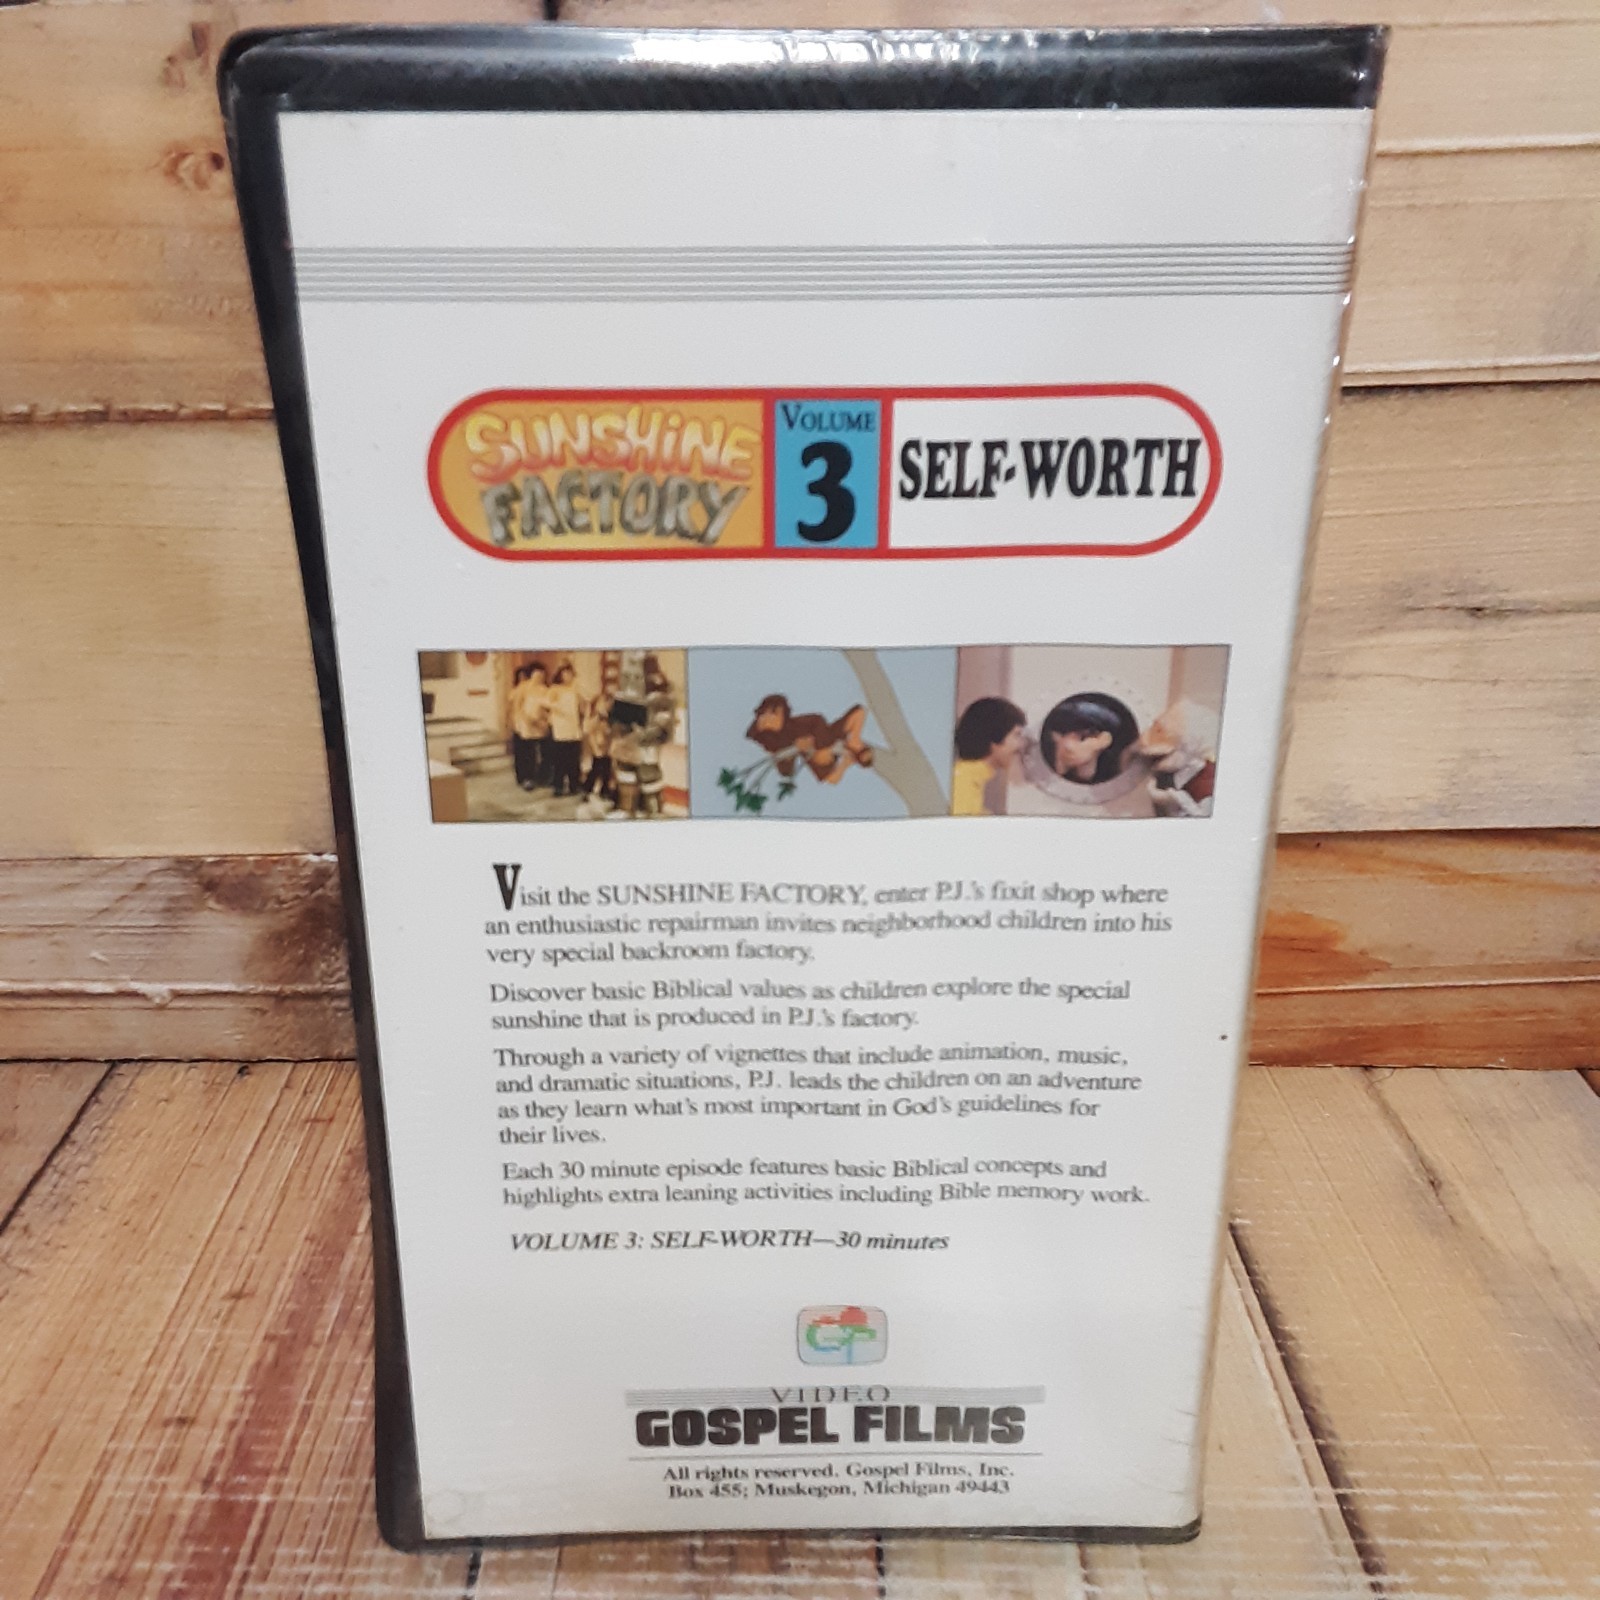 SUNSHiNE
FACTORY
VOLUME
3
SELF-WORTH
Visit the SUNSHINE FACTORY, enter P.J.'s fixit shop where
an enthusiastic repairman invites neighborhood children into his
very special backroom factory.
Discover basic Biblical values as children explore the special
sunshine that is produced in P.J.'s factory.
Through a variety of vignettes that include animation, music,
and dramatic situations, P.J. leads the children on an adventure
as they learn what's most important in God's guidelines for
their lives.
Each 30 minute episode features basic Biblical concepts and
highlights extra leaning activities including Bible memory work.
VOLUME 3: SELF-WORTH—30 minutes
GF
VIDEO
GOSPEL FILMS
All rights reserved. Gospel Films, Inc.
Box 455; Muskegon, Michigan 49443